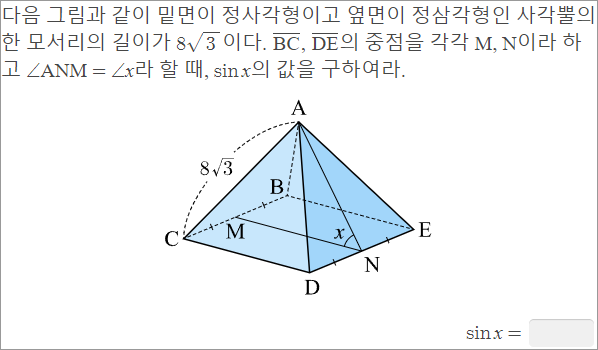 다음 그림과 같이 밑면이 정사각형이고 옆면이 정삼각형인 사각뿔의
한 모서리의 길이가 8√3 이다. B̅C̅, D̅E̅의 중점을 각각 M, N이라 하
고 ∠ANM = ∠x라 할 때, sin x의 값을 구하여라.
A
8√3
B
C
M
x
E
N
D
sin x =